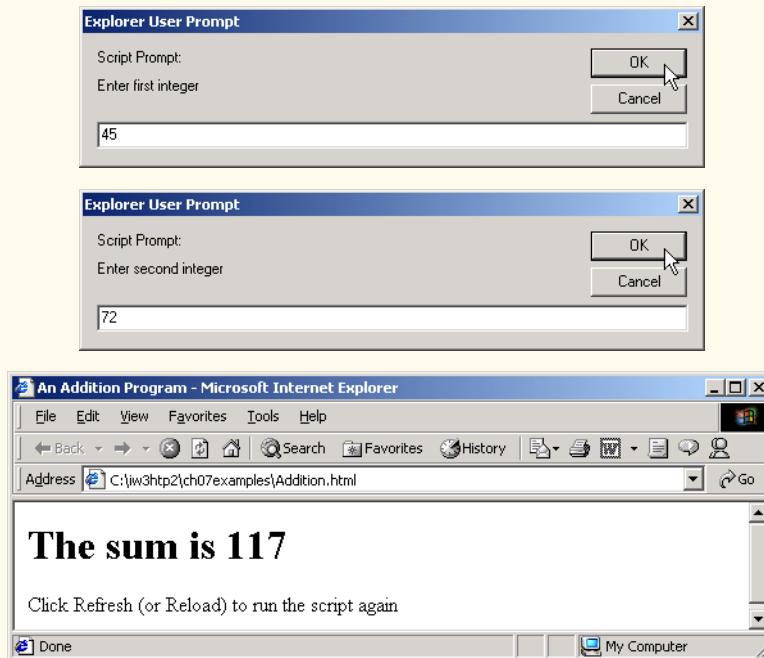 Explorer User Prompt
Script Prompt:
OK
Enter first integer
Cancel
45
Explorer User Prompt
Script Prompt:
OK
Enter second integer
Cancel
72
An Addition Program - Microsoft Internet Explorer
File Edit View Favorites Tools Help
Back Search Favorites History
Address C:\iw3htp2\ch07examples\Addition.html Go
The sum is 117
Click Refresh (or Reload) to run the script again
Done My Computer